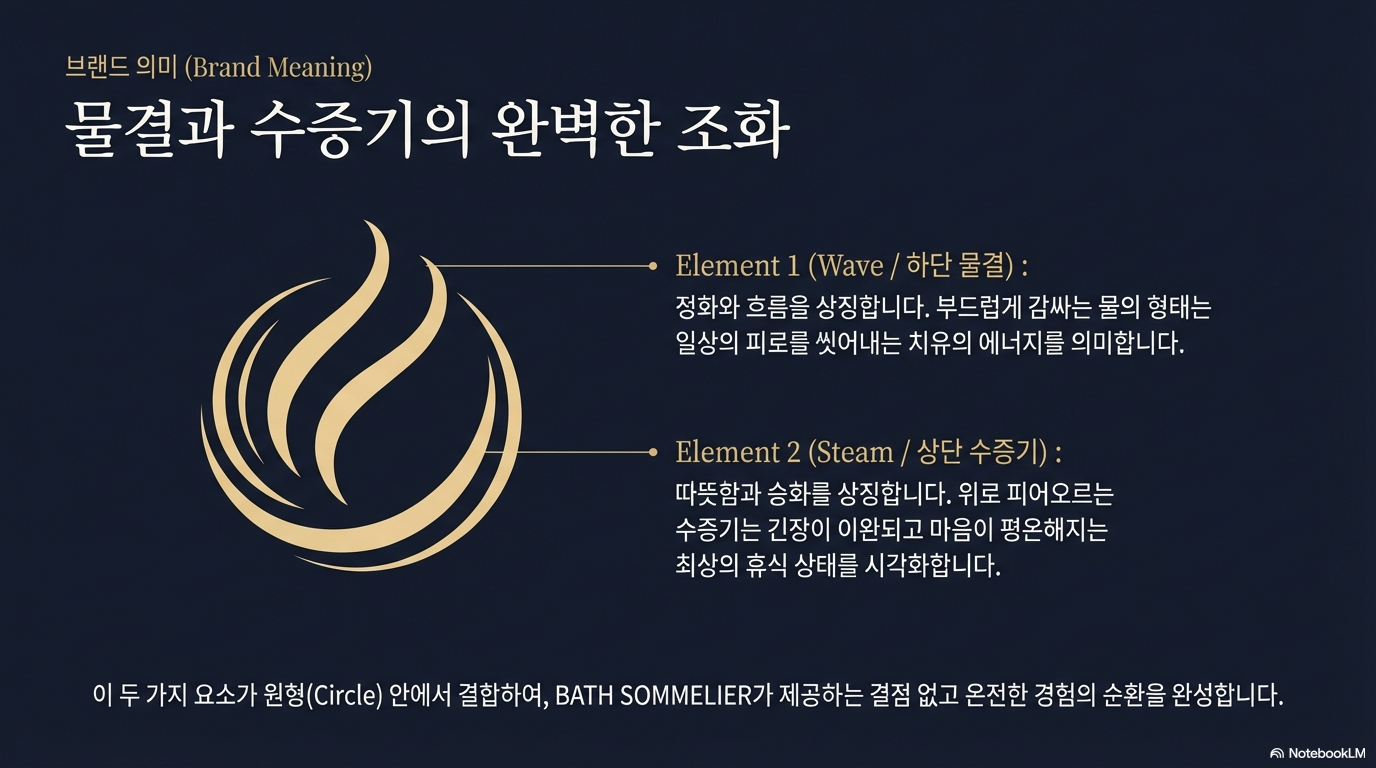 브랜드 의미 (Brand Meaning)
물결과 수증기의 완벽한 조화
Element 1 (Wave / 하단 물결) :
정화와 흐름을 상징합니다. 부드럽게 감싸는 물의 형태는
일상의 피로를 씻어내는 치유의 에너지를 의미합니다.
Element 2 (Steam / 상단 수증기) :
따뜻함과 승화를 상징합니다. 위로 피어오르는
수증기는 긴장이 이완되고 마음이 평온해지는
최상의 휴식 상태를 시각화합니다.
이 두 가지 요소가 원형(Circle) 안에서 결합하여, BATH SOMMELIER가 제공하는 결점 없고 온전한 경험의 순환을 완성합니다.
NotebookLM